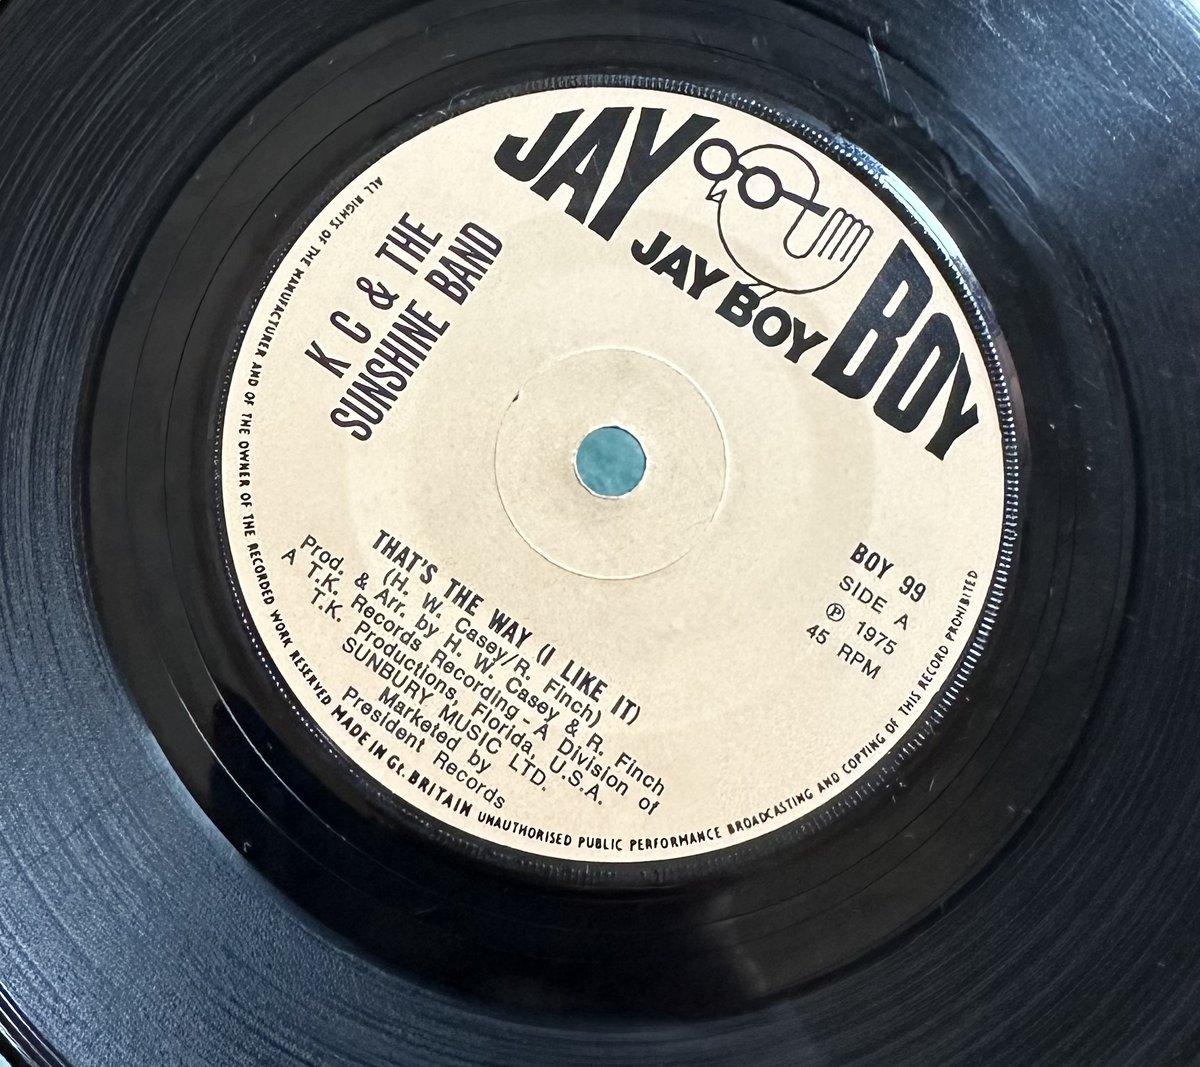 JAY BOY
JAY BOY
K C & THE
SUNSHINE BAND
BOY 99
SIDE A
Ⓟ 1975
45 RPM
THAT'S THE WAY (I LIKE IT)
(H. W. Casey/R. Finch)
Prod. & Arr. by H. W. Casey & R. Finch
A T.K. Records Recording - A Division of
T.K. Productions, Florida, U.S.A.
SUNBURY MUSIC LTD.
Marketed by
President Records
ALL RIGHTS OF THE MANUFACTURER AND OF THE OWNER OF THE RECORDED WORK RESERVED MADE IN Gt. BRITAIN UNAUTHORISED PUBLIC PERFORMANCE BROADCASTING AND COPYING OF THIS RECORD PROHIBITED